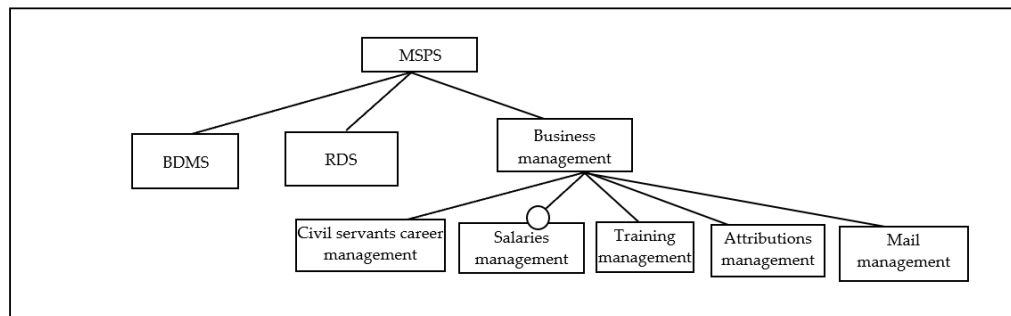 MSPS
BDMS
RDS
Business
management
Civil servants career
management
Salaries
management
Training
management
Attributions
management
Mail
management